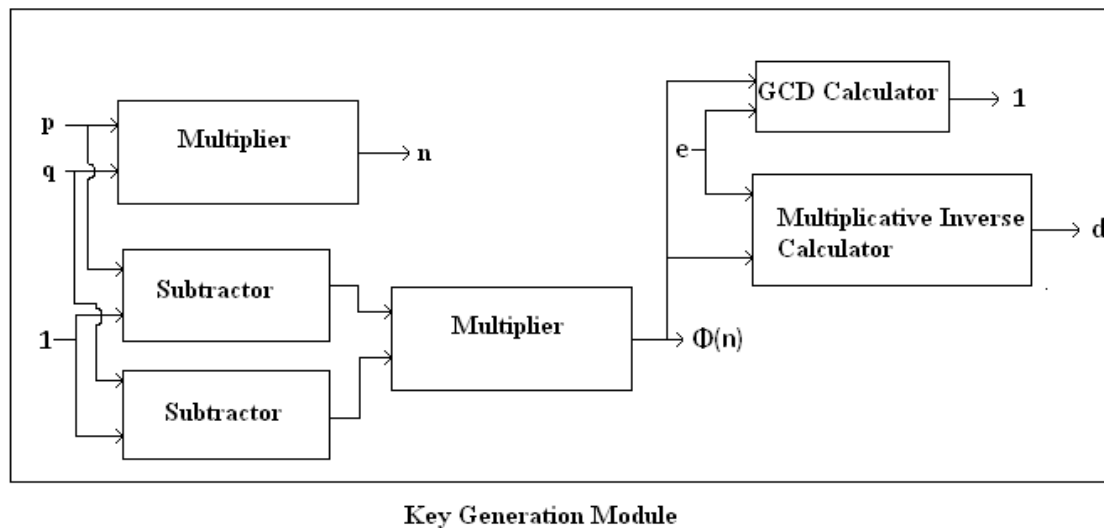 p
q
Multiplier
n
1
Subtractor
Subtractor
Multiplier
Φ(n)
e
GCD Calculator
1
Multiplicative Inverse
Calculator
d
Key Generation Module